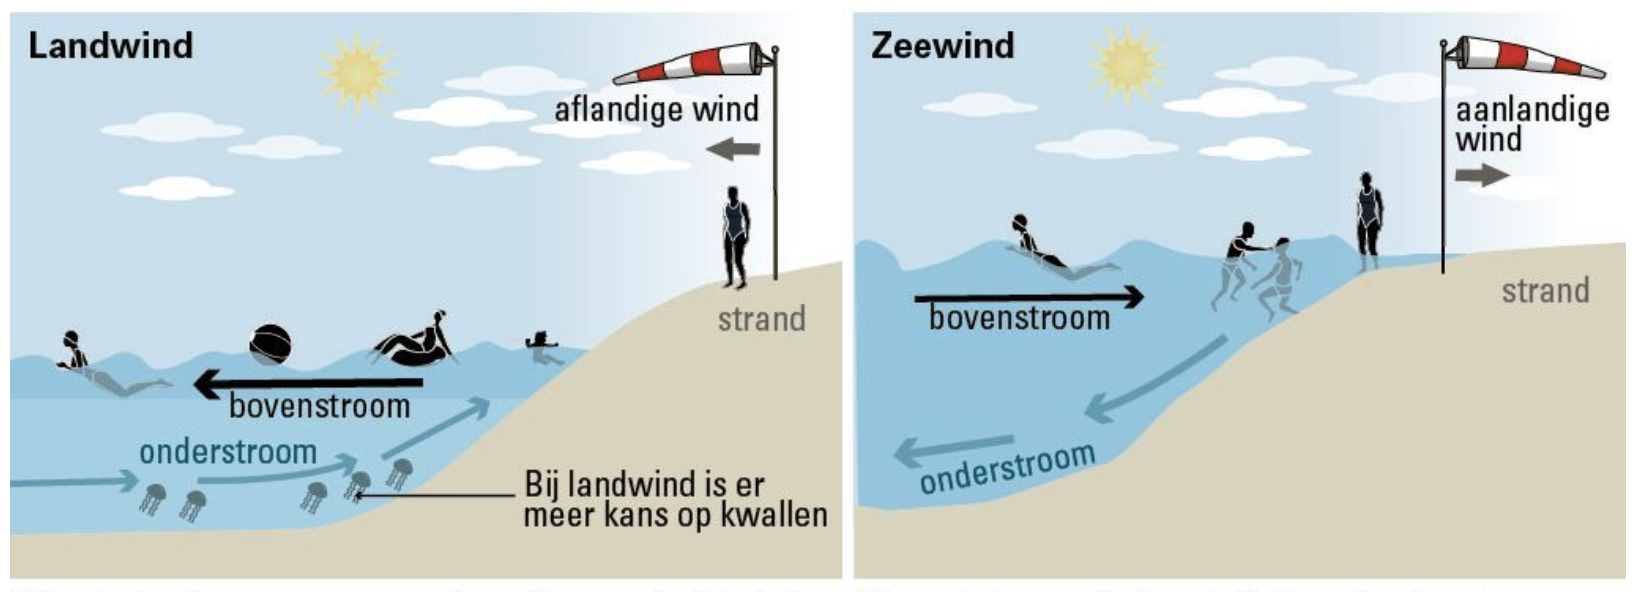 Landwind
aflandige wind
strand
bovenstroom
onderstroom
Bij landwind is er
meer kans op kwallen
Zeewind
aanlandige
wind
strand
bovenstroom
onderstroom